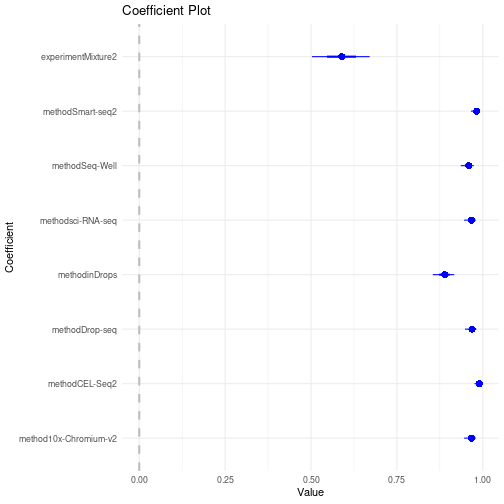 Coefficient Plot
Coefficient
experimentMixture2
methodSmart-seq2
methodSeq-Well
methodsci-RNA-seq
methodinDrops
methodDrop-seq
methodCEL-Seq2
method10x-Chromium-v2
0.00 0.25 0.50 0.75 1.00
Value